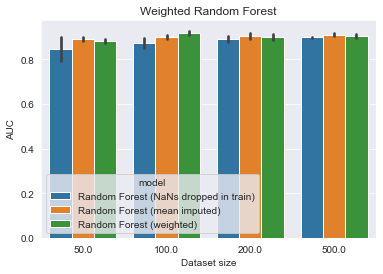 Weighted Random Forest
AUC
0.8
0.6
0.4
0.2
0.0
model
Random Forest (NaNs dropped in train)
Random Forest (mean imputed)
Random Forest (weighted)
50.0 100.0 200.0 500.0
Dataset size